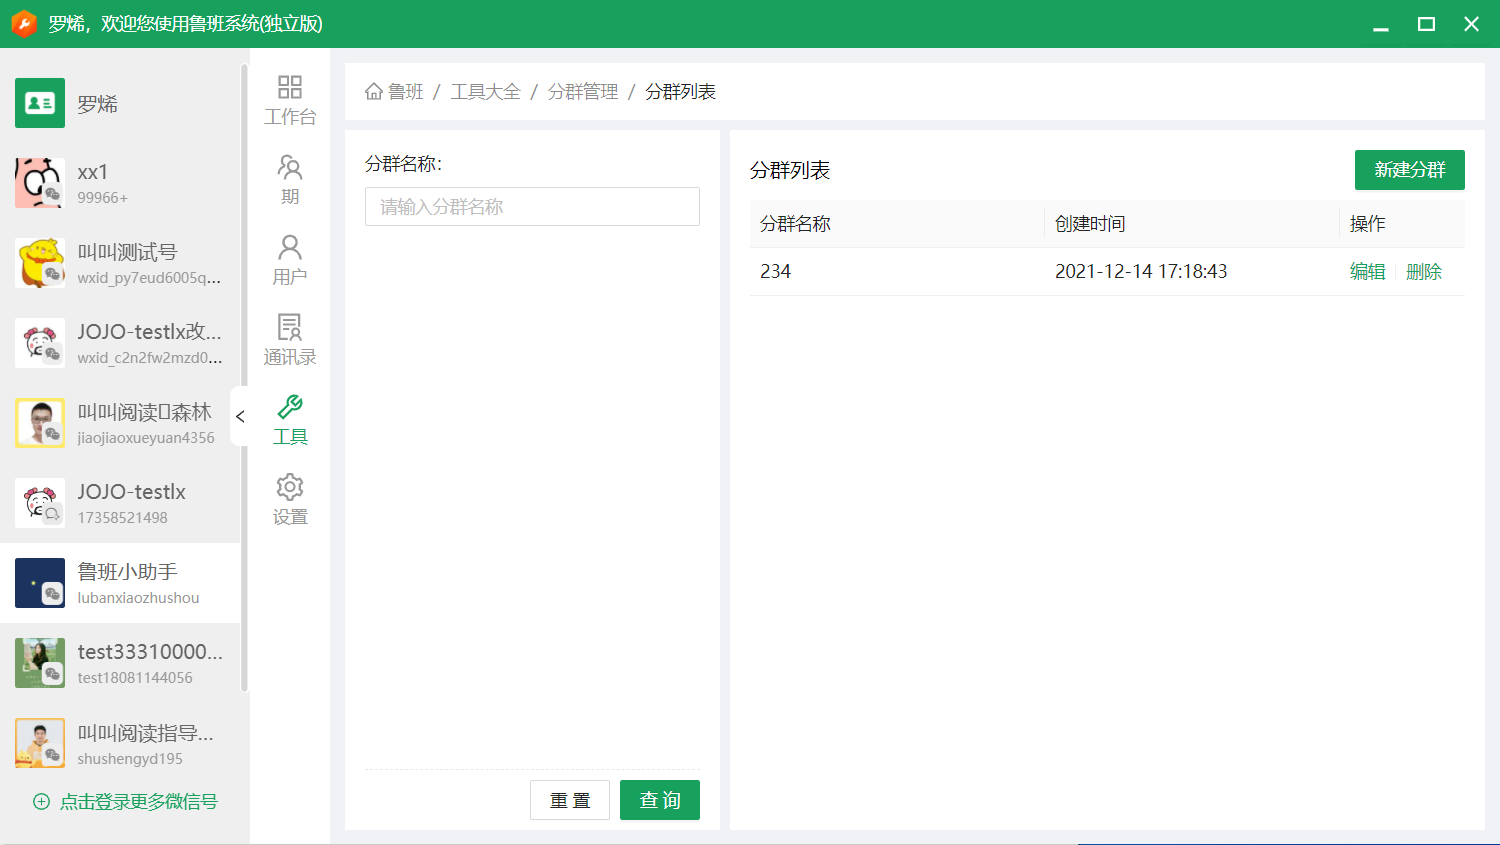 罗烯，欢迎您使用鲁班系统(独立版)
罗烯
xx1
99966+
叫叫测试号
wxid_py7eud6005q...
JOJO-testlx改...
wxid_c2n2fw2mzd0...
叫叫阅读▯森林
jiaojiaoxueyuan4356
JOJO-testlx
17358521498
鲁班小助手
lubanxiaozhushou
test33310000...
test18081144056
叫叫阅读指导...
shushengyd195
点击登录更多微信号
工作台
期
用户
通讯录
工具
设置
鲁班 / 工具大全 / 分群管理 / 分群列表
分群名称:
请输入分群名称
重置 查询
分群列表
新建分群
分群名称 创建时间 操作
234 2021-12-14 17:18:43 编辑 删除